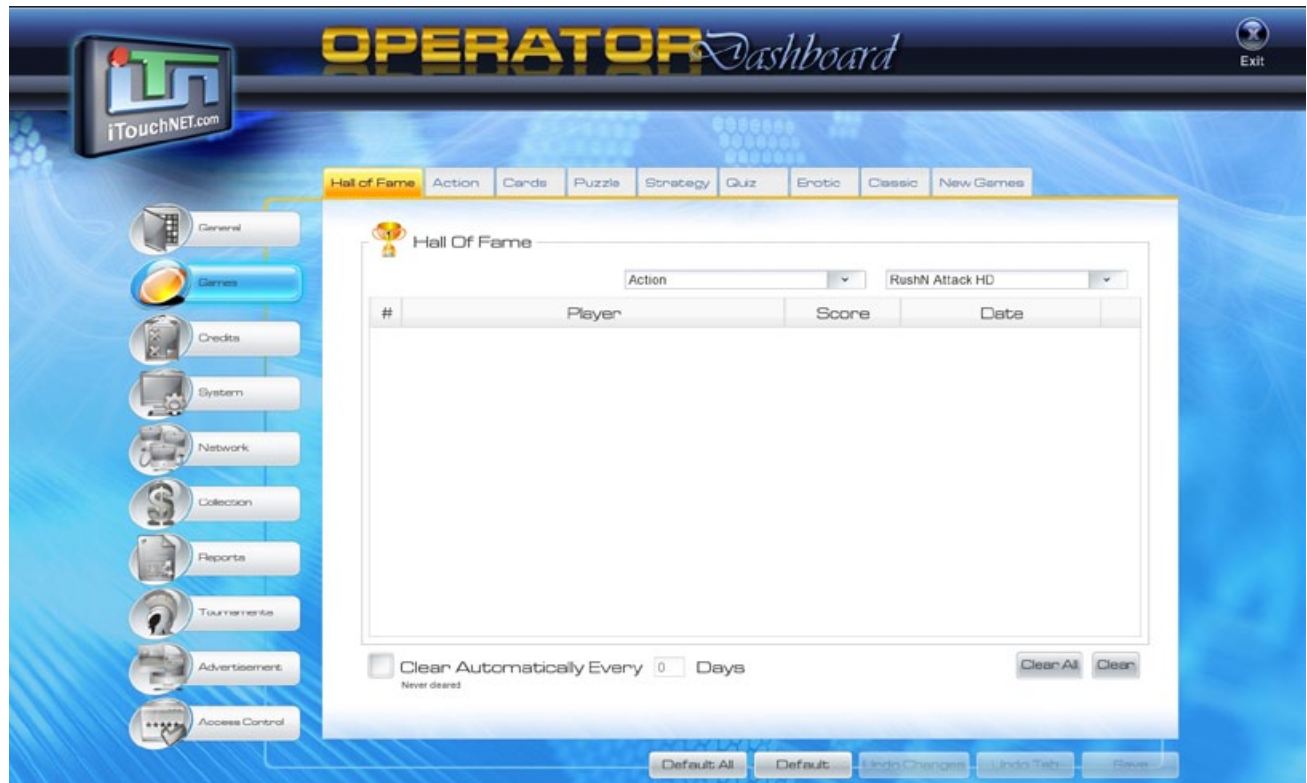 OPERATOR Dashboard
X
Exit
iTn
iTouchNET.com
Hall of Fame Action Cards Puzzle Strategy Quiz Erotic Classic New Games
General
Games
Credits
System
Network
Collection
Reports
Tournaments
Advertisement
Access Control
Hall Of Fame
Action RushN Attack HD
# Player Score Date
Clear Automatically Every 0 Days
Never cleared
Clear All Clear
Default All Default Undo Changes Undo Tab Save